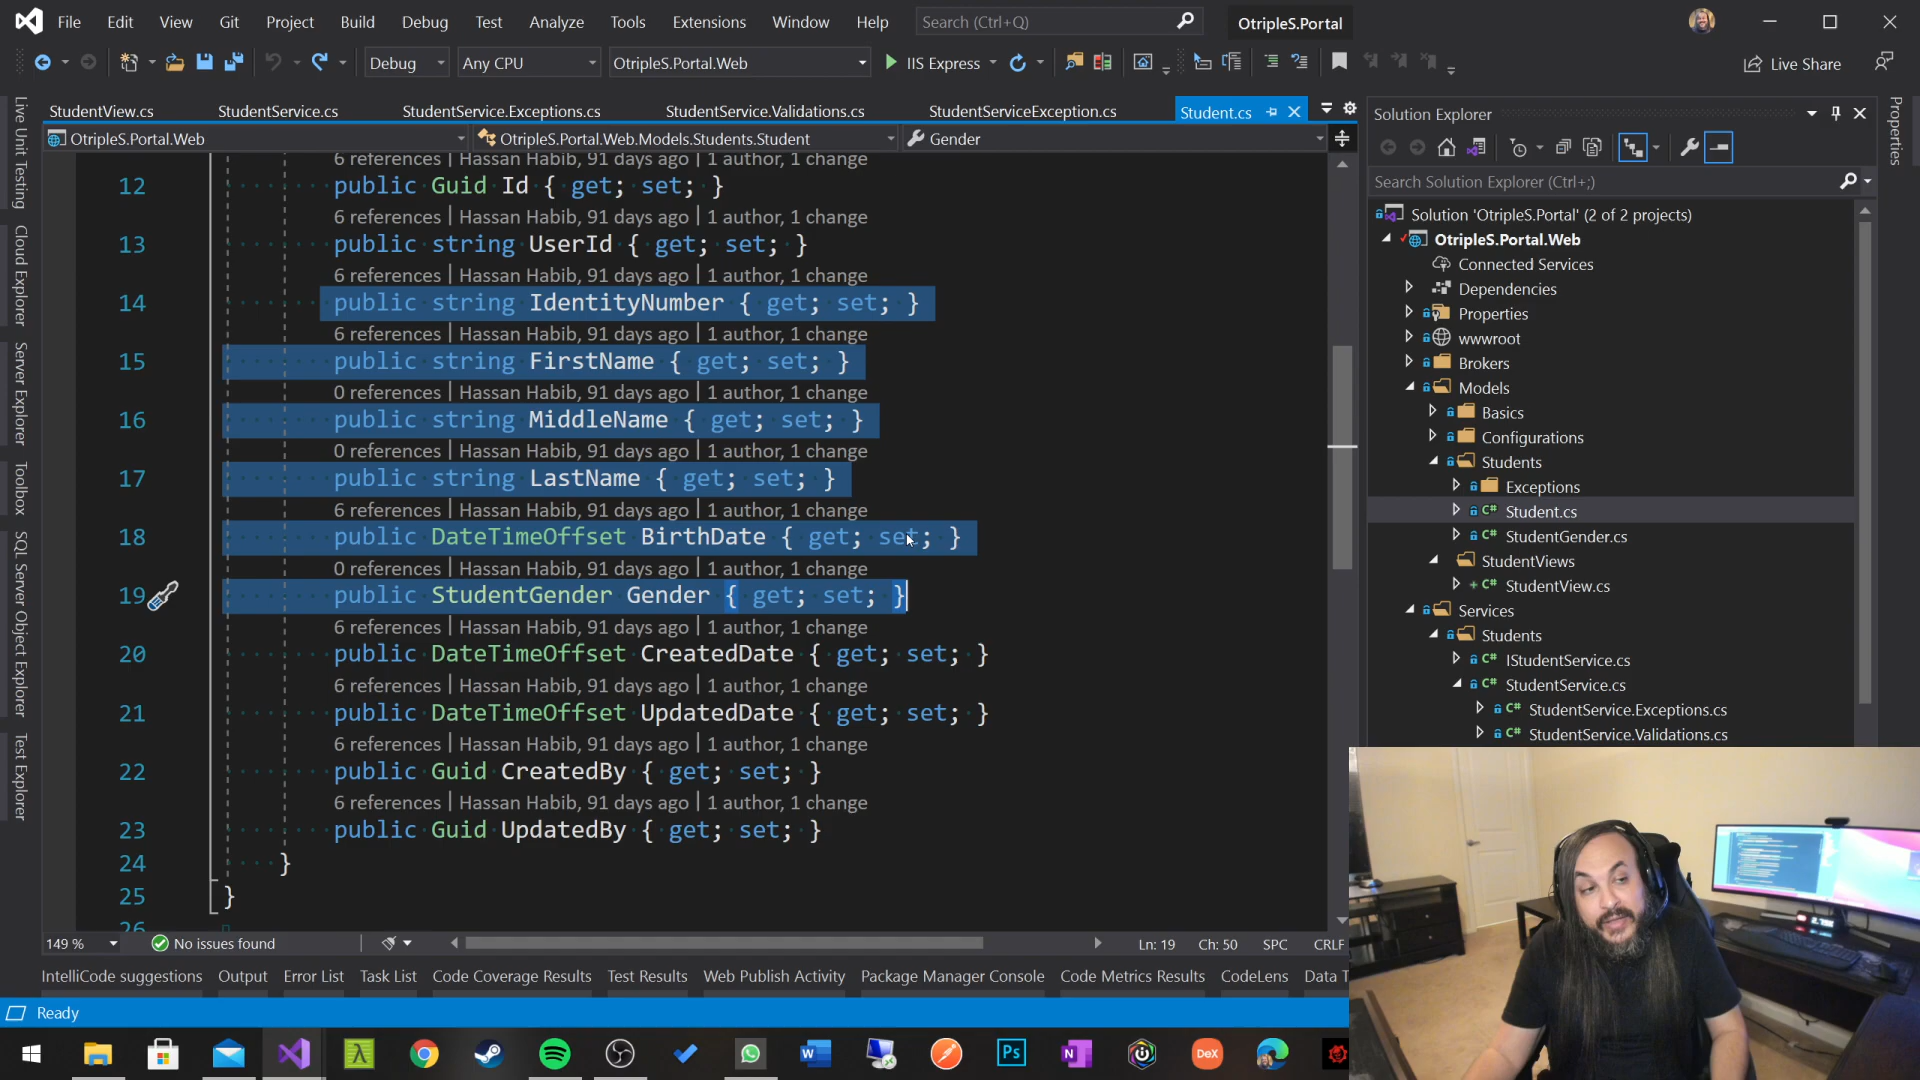 File Edit View Git Project Build Debug Test Analyze Tools Extensions Window Help Search (Ctrl+Q) OtripleS.Portal
Debug Any CPU OtripleS.Portal.Web IIS Express Live Share
StudentView.cs StudentService.cs StudentService.Exceptions.cs StudentService.Validations.cs StudentServiceException.cs Student.cs
OtripleS.Portal.Web OtripleS.Portal.Web.Models.Students.Student Gender
6 references | Hassan Habib, 91 days ago | 1 author, 1 change
12 public Guid Id { get; set; }
6 references | Hassan Habib, 91 days ago | 1 author, 1 change
13 public string UserId { get; set; }
6 references | Hassan Habib, 91 days ago | 1 author, 1 change
14 public string IdentityNumber { get; set; }
6 references | Hassan Habib, 91 days ago | 1 author, 1 change
15 public string FirstName { get; set; }
0 references | Hassan Habib, 91 days ago | 1 author, 1 change
16 public string MiddleName { get; set; }
0 references | Hassan Habib, 91 days ago | 1 author, 1 change
17 public string LastName { get; set; }
6 references | Hassan Habib, 91 days ago | 1 author, 1 change
18 public DateTimeOffset BirthDate { get; set; }
0 references | Hassan Habib, 91 days ago | 1 author, 1 change
19 public StudentGender Gender { get; set; }
6 references | Hassan Habib, 91 days ago | 1 author, 1 change
20 public DateTimeOffset CreatedDate { get; set; }
6 references | Hassan Habib, 91 days ago | 1 author, 1 change
21 public DateTimeOffset UpdatedDate { get; set; }
6 references | Hassan Habib, 91 days ago | 1 author, 1 change
22 public Guid CreatedBy { get; set; }
6 references | Hassan Habib, 91 days ago | 1 author, 1 change
23 public Guid UpdatedBy { get; set; }
24 }
25 }
26
149 % No issues found Ln: 19 Ch: 50 SPC CRLF
IntelliCode suggestions Output Error List Task List Code Coverage Results Test Results Web Publish Activity Package Manager Console Code Metrics Results CodeLens Data T
Ready
Live Unit Testing
Cloud Explorer
Server Explorer
Toolbox
SQL Server Object Explorer
Test Explorer
Solution Explorer
Search Solution Explorer (Ctrl+;)
Solution 'OtripleS.Portal' (2 of 2 projects)
OtripleS.Portal.Web
Connected Services
Dependencies
Properties
wwwroot
Brokers
Models
Basics
Configurations
Students
Exceptions
C# Student.cs
C# StudentGender.cs
StudentViews
C# StudentView.cs
Services
Students
C# IStudentService.cs
C# StudentService.cs
C# StudentService.Exceptions.cs
C# StudentService.Validations.cs
Properties
W Ps N DeX